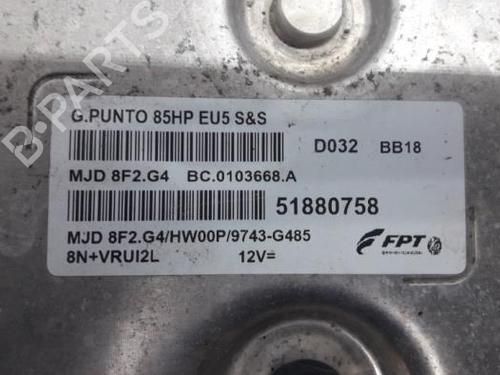 G.PUNTO 85HP EU5 S&S
D032 BB18
MJD 8F2.G4 BC.0103668.A
51880758
MJD 8F2.G4/HW00P/9743-G485
8N+VRUI2L 12V=
FPT